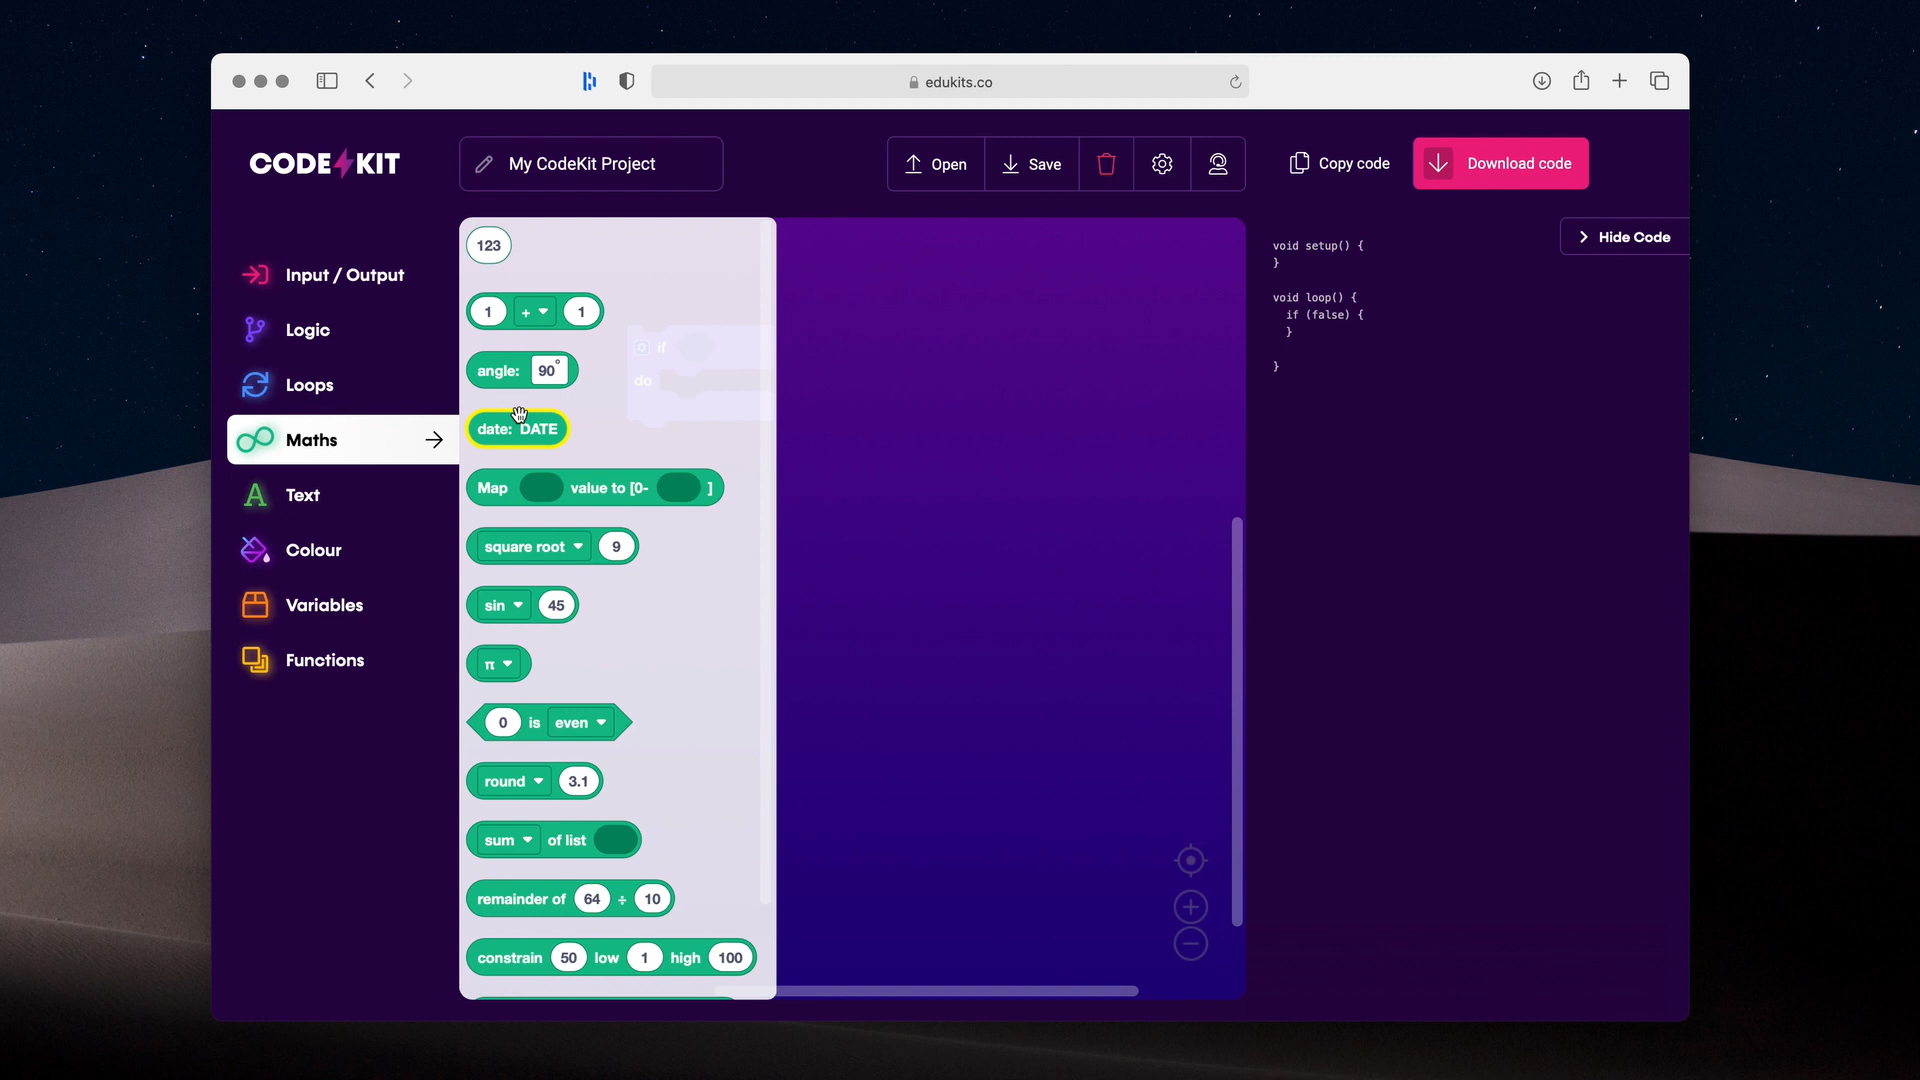 edukits.co
CODE KIT
My CodeKit Project
Open
Save
Copy code
Download code
Hide Code
Input / Output
Logic
Loops
Maths
Text
Colour
Variables
Functions
123
1 + 1
angle: 90°
date: DATE
Map value to [0- ]
square root 9
sin 45
π
0 is even
round 3.1
sum of list
remainder of 64 ÷ 10
constrain 50 low 1 high 100
if
do
void setup() {
}
void loop() {
if (false) {
}
}